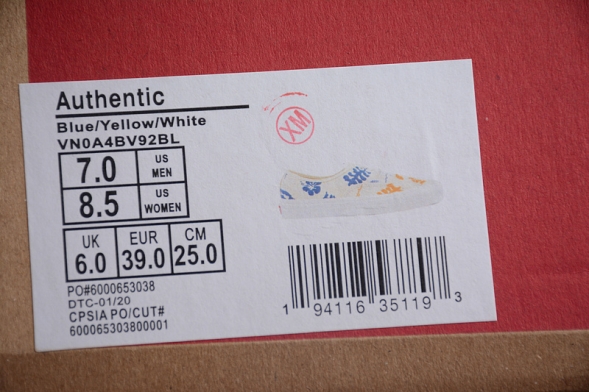 Authentic
Blue/Yellow/White
VN0A4BV92BL
7.0 US MEN
8.5 US WOMEN
UK EUR CM
6.0 39.0 25.0
PO#6000653038
DTC-01/20
CPSIA PO/CUT#
600065303800001
XM
1 94116 35119 3